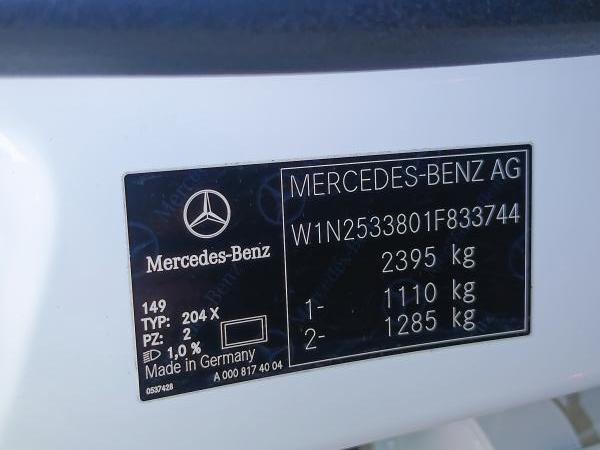 Mercedes-Benz
149
TYP: 204 X
PZ: 2
1,0 %
Made in Germany
A 000 817 40 04
0537428
MERCEDES-BENZ AG
W1N2533801F833744
2395 kg
1- 1110 kg
2- 1285 kg